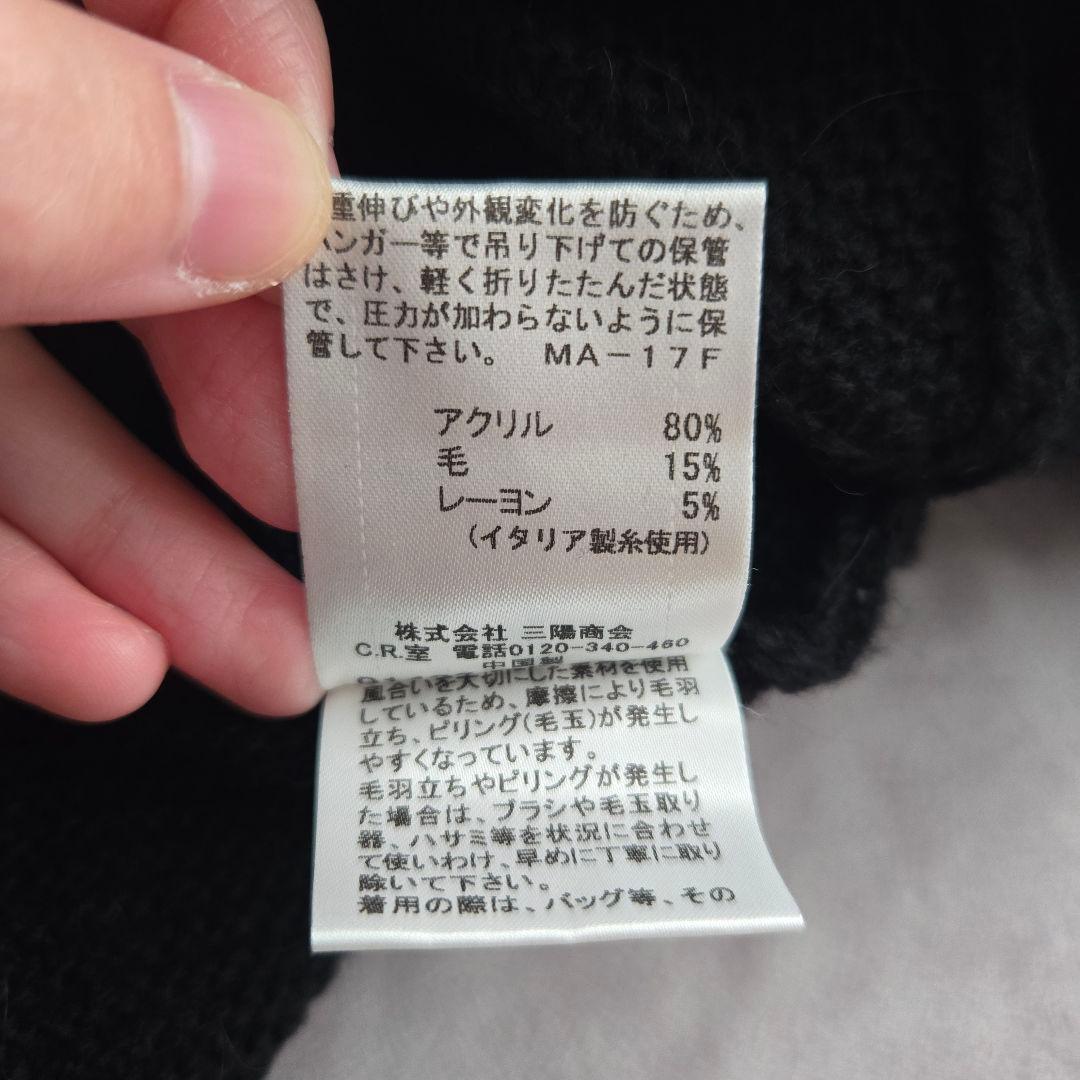 重伸びや外観変化を防ぐため、
ハンガー等で吊り下げての保管
はさけ、軽く折りたたんだ状態
で、圧力が加わらないように保
管して下さい。 MA-17F
アクリル 80%
毛 15%
レーヨン 5%
(イタリア製糸使用)
株式会社 三陽商会
C.R.室 電話0120-340-460
中国製
風合いを大切にした素材を使用
しているため、摩擦により毛羽
立ち、ピリング(毛玉)が発生し
やすくなっています。
毛羽立ちやピリングが発生し
た場合は、ブラシや毛玉取り
器、ハサミ等を状況に合わせ
て使いわけ、早めに丁寧に取り
除いて下さい。
着用の際は、バッグ等、その